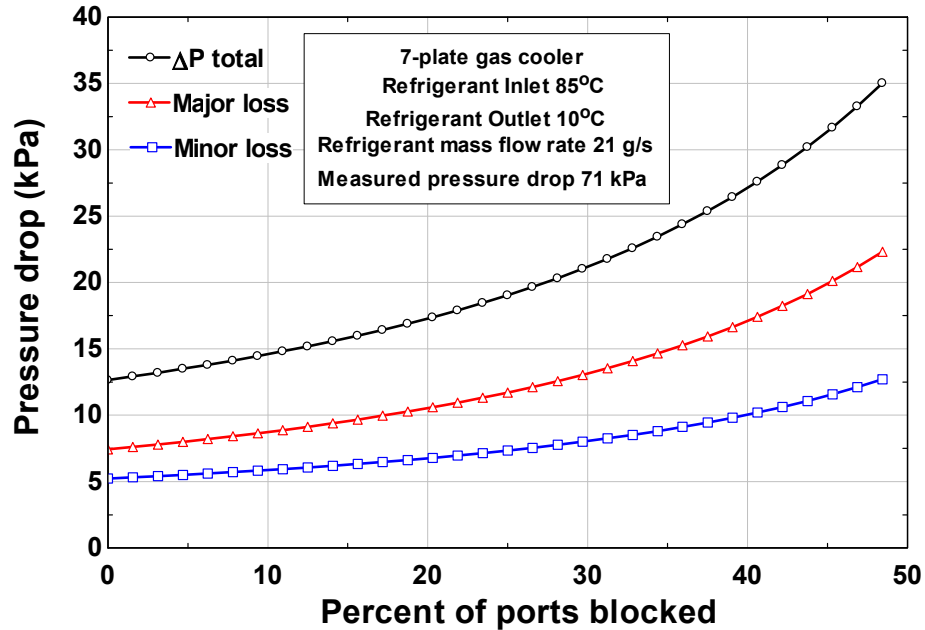 40
35
30
25
20
15
10
5
0
Pressure drop (kPa)
ΔP total
Major loss
Minor loss
7-plate gas cooler
Refrigerant Inlet 85°C
Refrigerant Outlet 10°C
Refrigerant mass flow rate 21 g/s
Measured pressure drop 71 kPa
0 10 20 30 40 50
Percent of ports blocked